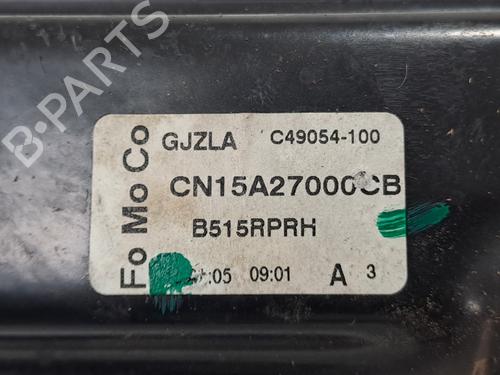 B-PARTS
Fo Mo Co
GJZLA C49054-100
CN15A27000CB
B515RPRH
:05 09:01 A 3